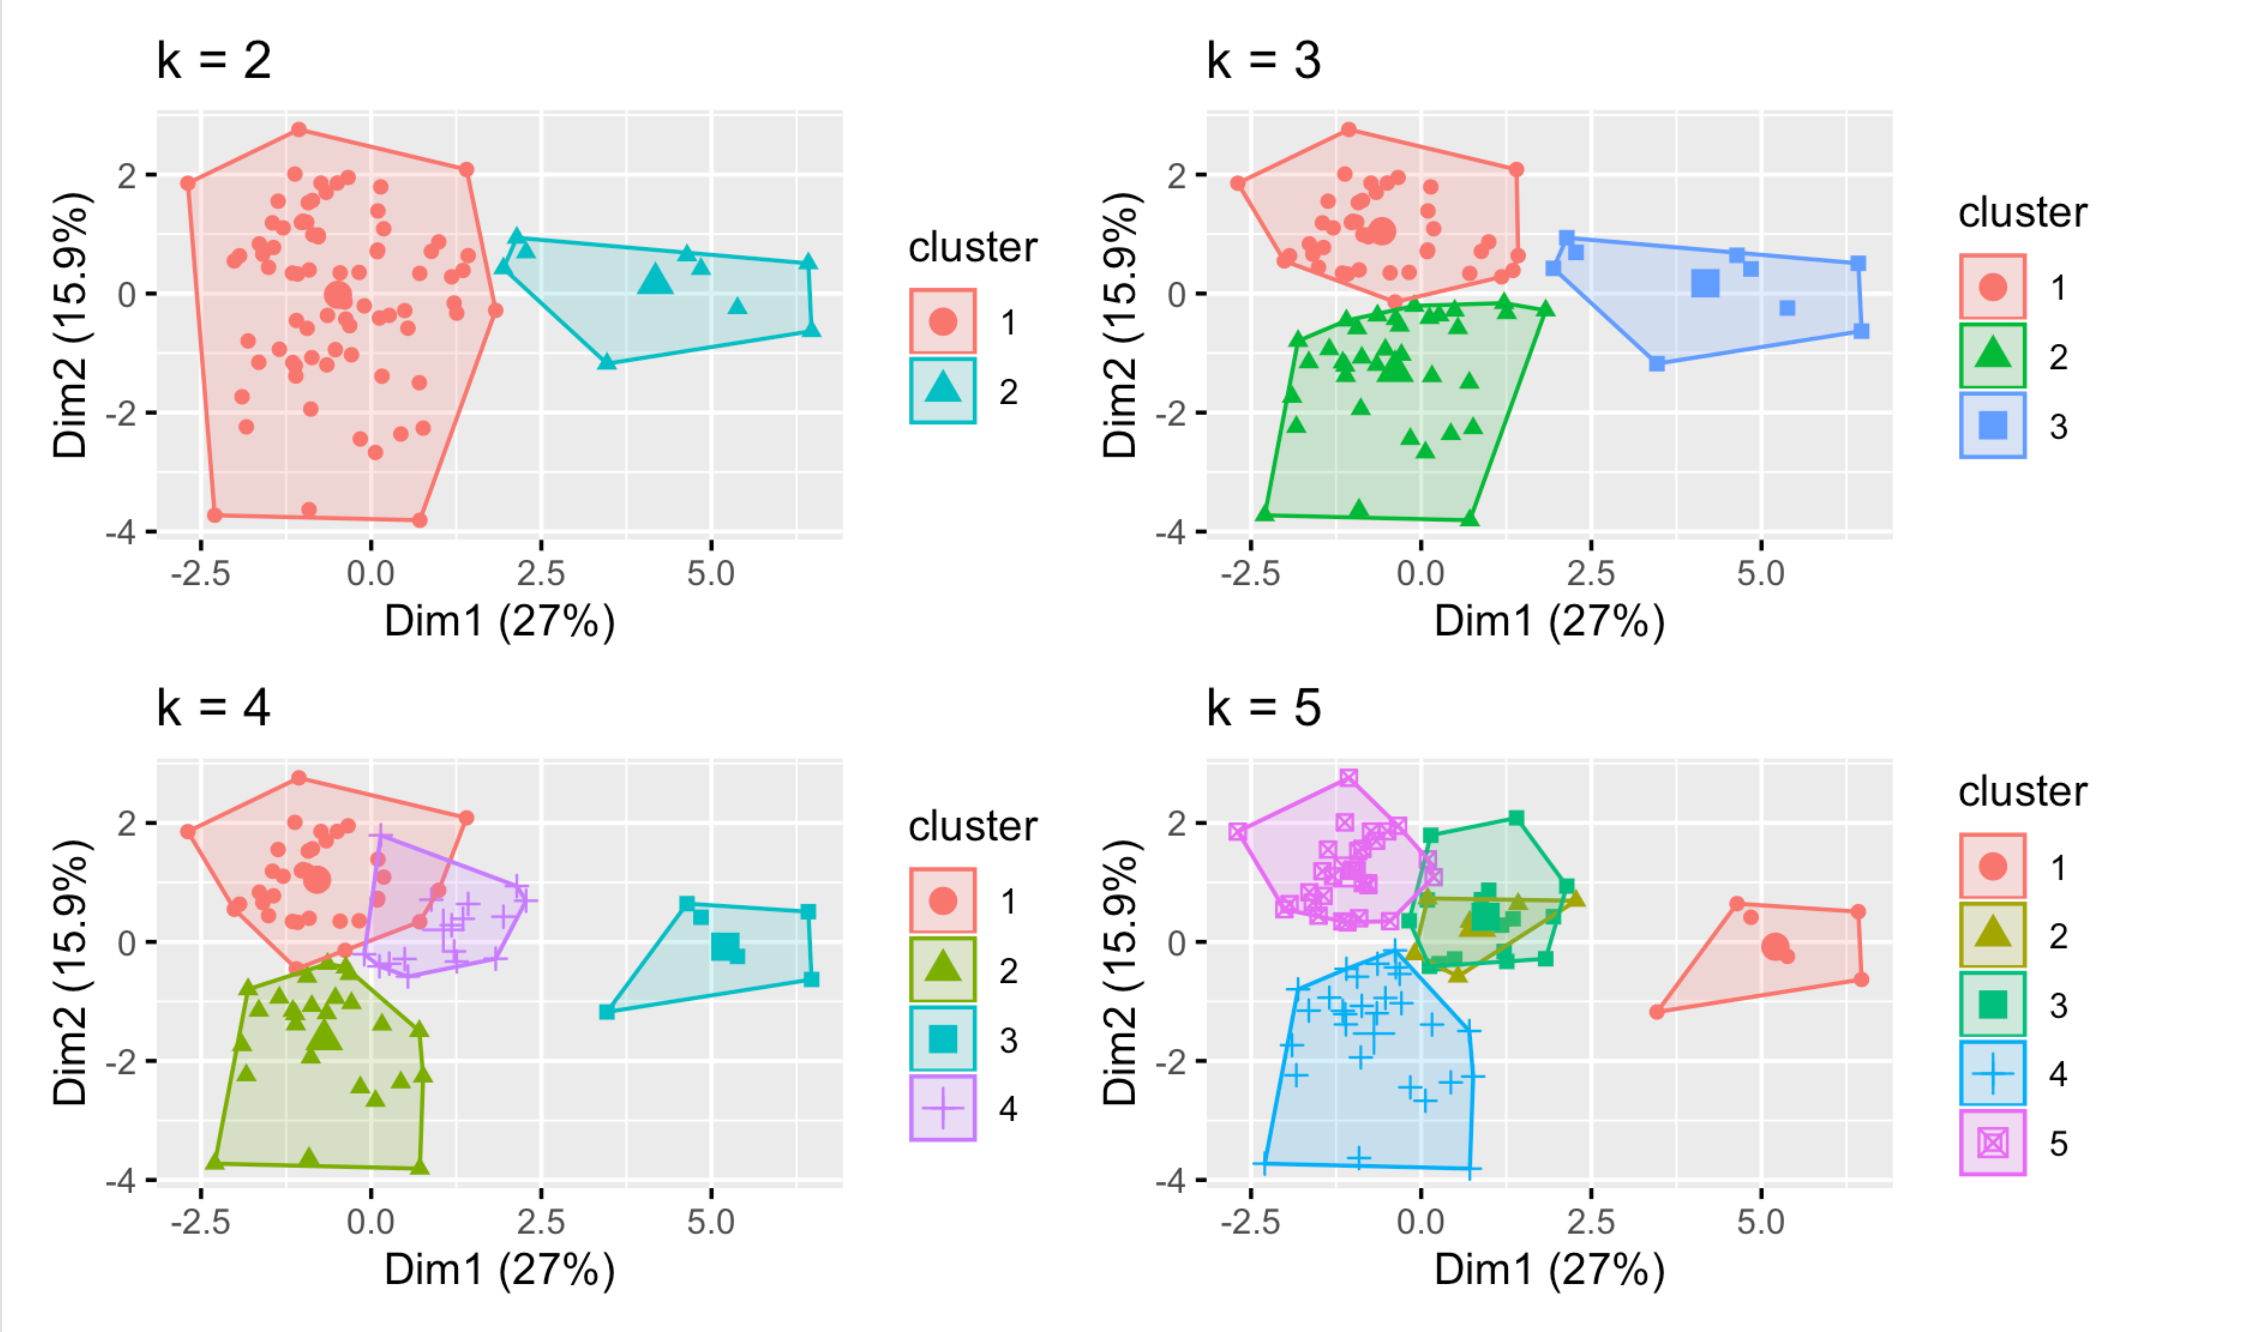 k = 2
Dim2 (15.9%)
2
0
-2
-4
-2.5 0.0 2.5 5.0
Dim1 (27%)
cluster
1
2
k = 3
Dim2 (15.9%)
2
0
-2
-4
-2.5 0.0 2.5 5.0
Dim1 (27%)
cluster
1
2
3
k = 4
Dim2 (15.9%)
2
0
-2
-4
-2.5 0.0 2.5 5.0
Dim1 (27%)
cluster
1
2
3
4
k = 5
Dim2 (15.9%)
2
0
-2
-4
-2.5 0.0 2.5 5.0
Dim1 (27%)
cluster
1
2
3
4
5